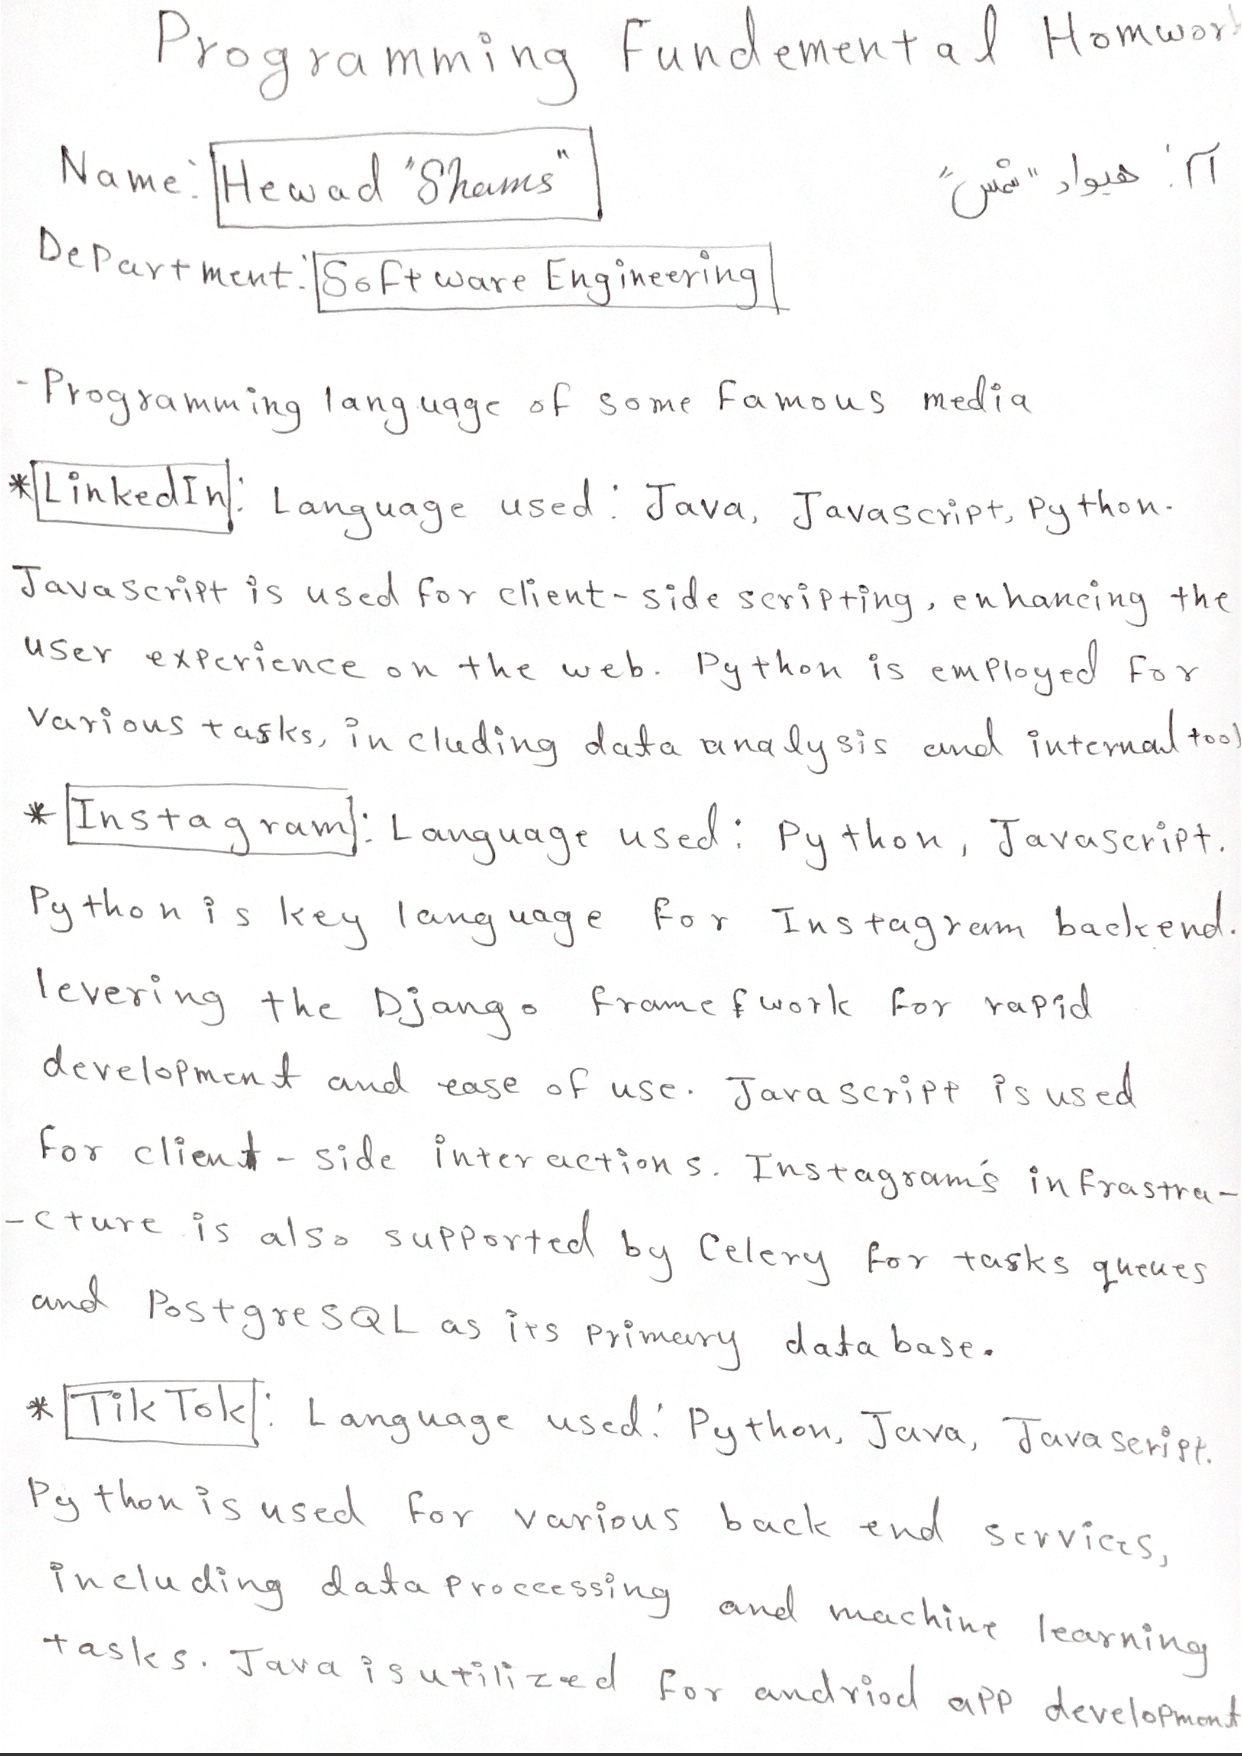 Programming Fundemental Homwork
Name: Hewad "Shams"
۲۲: هیواد "شمس"
Department: Software Engineering
- Programming language of some famous media
* LinkedIn: Language used: Java, Javascript, Python.
Javascript is used for client-side scripting, enhancing the
user experience on the web. Python is employed for
various tasks, including data analysis and internal tool
* Instagram: Language used: Python, Javascript.
Python is key language for Instagram backend.
levering the Django framefwork for rapid
development and ease of use. Javascript is used
for client-side interactions. Instagram's infrastra-
-cture is also supported by Celery for tasks queues
and PostgreSQL as its primary database.
* TikTok: Language used: Python, Java, Javascript.
Python is used for various back end services,
including data proccessing and machine learning
tasks. Java is utilized for andriod app development